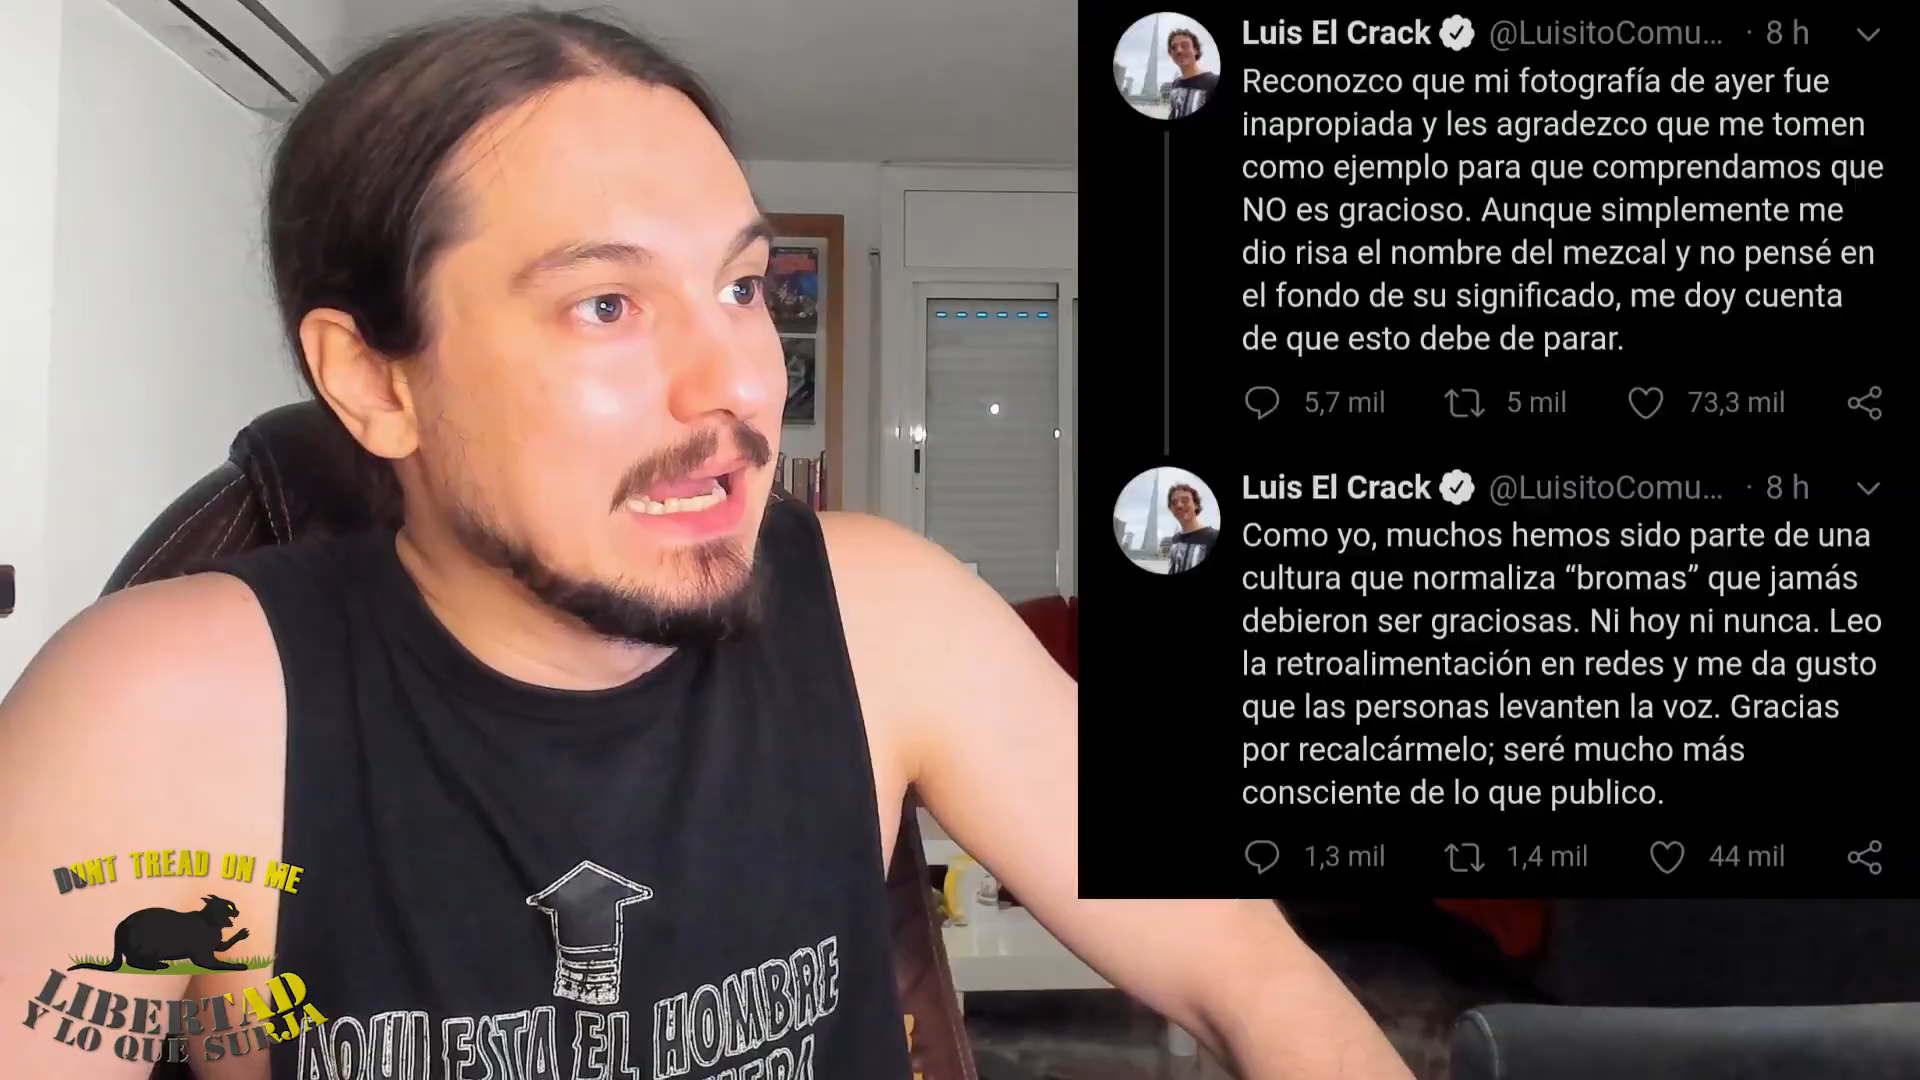 Luis El Crack @LuisitoComu... · 8 h
Reconozco que mi fotografía de ayer fue
inapropiada y les agradezco que me tomen
como ejemplo para que comprendamos que
NO es gracioso. Aunque simplemente me
dio risa el nombre del mezcal y no pensé en
el fondo de su significado, me doy cuenta
de que esto debe de parar.
5,7 mil 5 mil 73,3 mil
Luis El Crack @LuisitoComu... · 8 h
Como yo, muchos hemos sido parte de una
cultura que normaliza “bromas” que jamás
debieron ser graciosas. Ni hoy ni nunca. Leo
la retroalimentación en redes y me da gusto
que las personas levanten la voz. Gracias
por recalcármelo; seré mucho más
consciente de lo que publico.
1,3 mil 1,4 mil 44 mil
DONT TREAD ON ME
LIBERTAD
Y LO QUE SURJA
AQUI ESTA EL HOMBRE